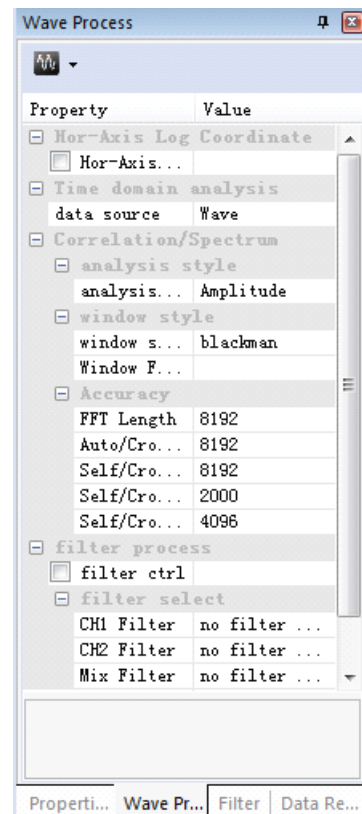 Wave Process
Property Value
Hor-Axis Log Coordinate
Hor-Axis...
Time domain analysis
data source Wave
Correlation/Spectrum
analysis style
analysis... Amplitude
window style
window s... blackman
Window F...
Accuracy
FFT Length 8192
Auto/Cro... 8192
Self/Cro... 8192
Self/Cro... 2000
Self/Cro... 4096
filter process
filter ctrl
filter select
CH1 Filter no filter ...
CH2 Filter no filter ...
Mix Filter no filter ...
Properti... Wave Pr... Filter Data Re...